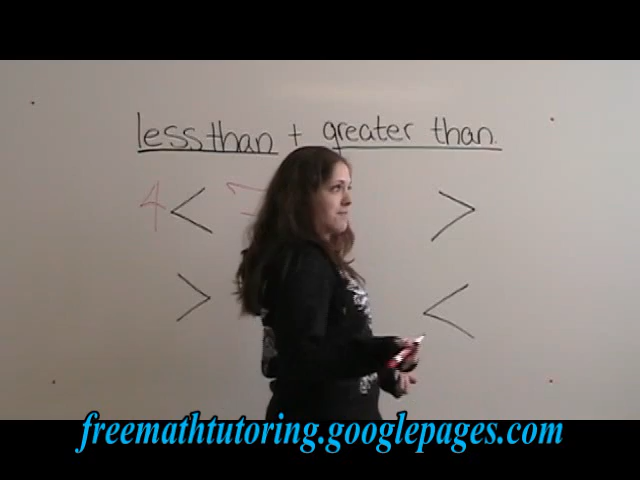 less than + greater than.
4 < >
> <
freemathtutoring.googlepages.com